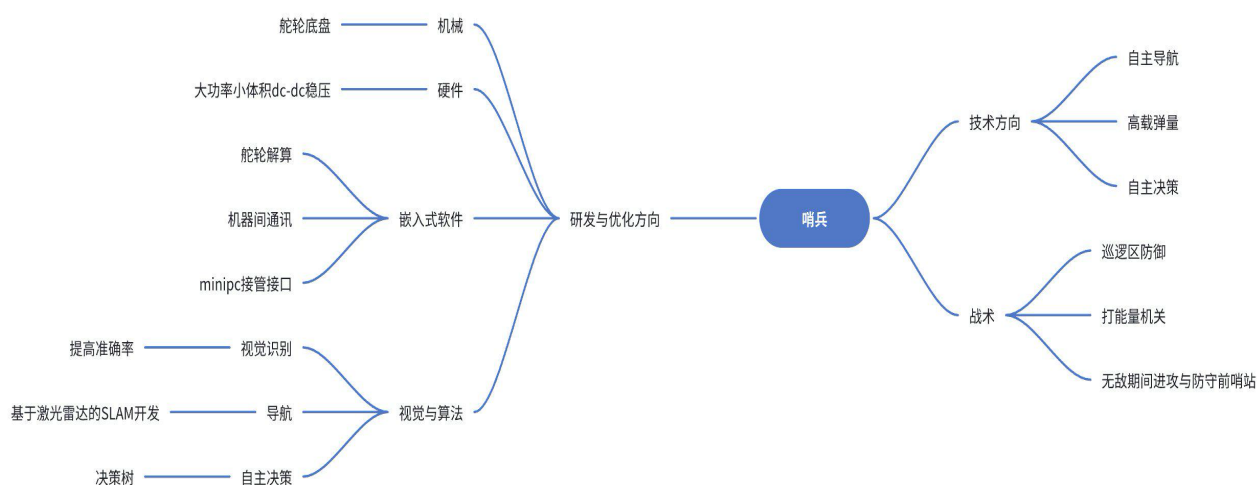 哨兵
技术方向
自主导航
高载弹量
自主决策
战术
巡逻区防御
打能量机关
无敌期间进攻与防守前哨站
研发与优化方向
机械
舵轮底盘
硬件
大功率小体积dc-dc稳压
嵌入式软件
舵轮解算
机器间通讯
minipc接管接口
视觉与算法
视觉识别
提高准确率
导航
基于激光雷达的SLAM开发
自主决策
决策树